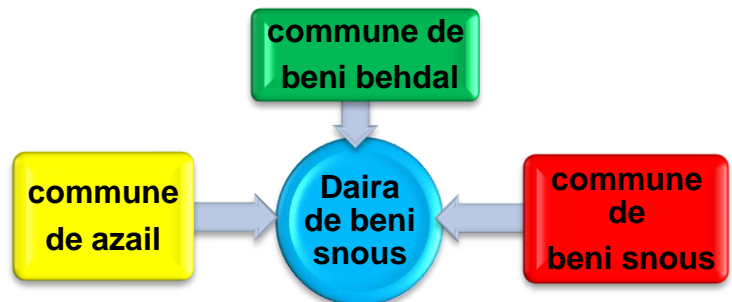 commune de
beni behdal
commune
de azail
Daira
de beni
snous
commune
de
beni snous